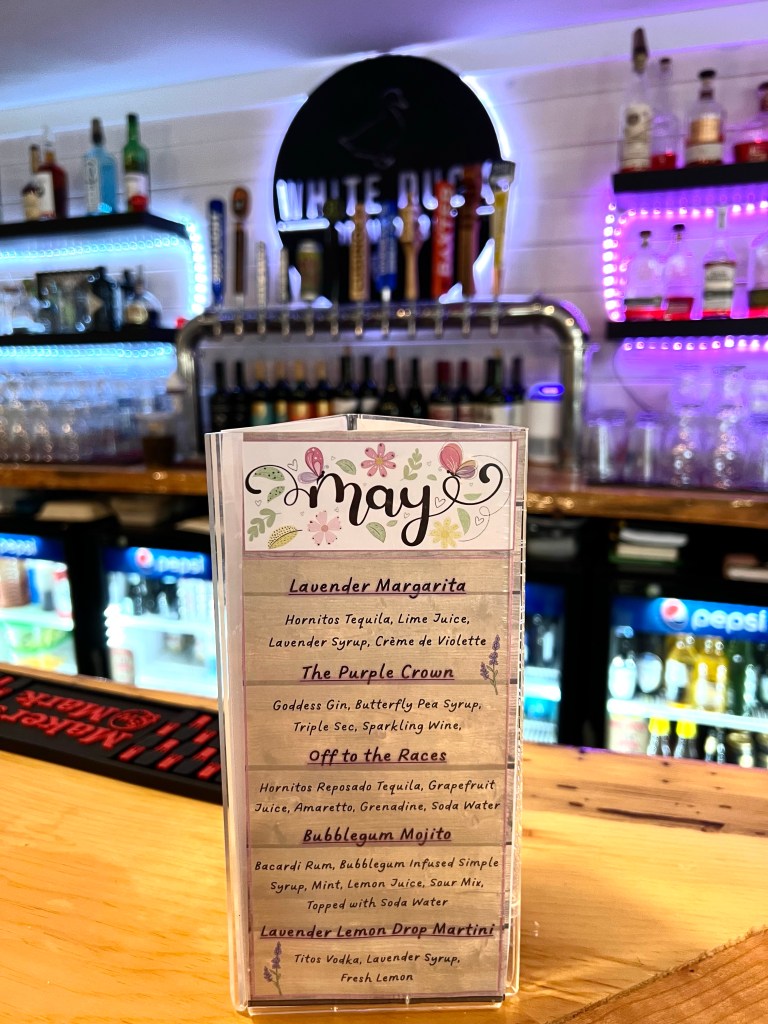 WHITE DUCK
pepsi
pepsi
pepsi
Maker's
Mark
may
Lavender Margarita
Hornitos Tequila, Lime Juice,
Lavender Syrup, Crème de Violette
The Purple Crown
Goddess Gin, Butterfly Pea Syrup,
Triple Sec, Sparkling Wine,
Off to the Races
Hornitos Reposado Tequila, Grapefruit
Juice, Amaretto, Grenadine, Soda Water
Bubblegum Mojito
Bacardi Rum, Bubblegum Infused Simple
Syrup, Mint, Lemon Juice, Sour Mix,
Topped with Soda Water
Lavender Lemon Drop Martini
Titos Vodka, Lavender Syrup,
Fresh Lemon